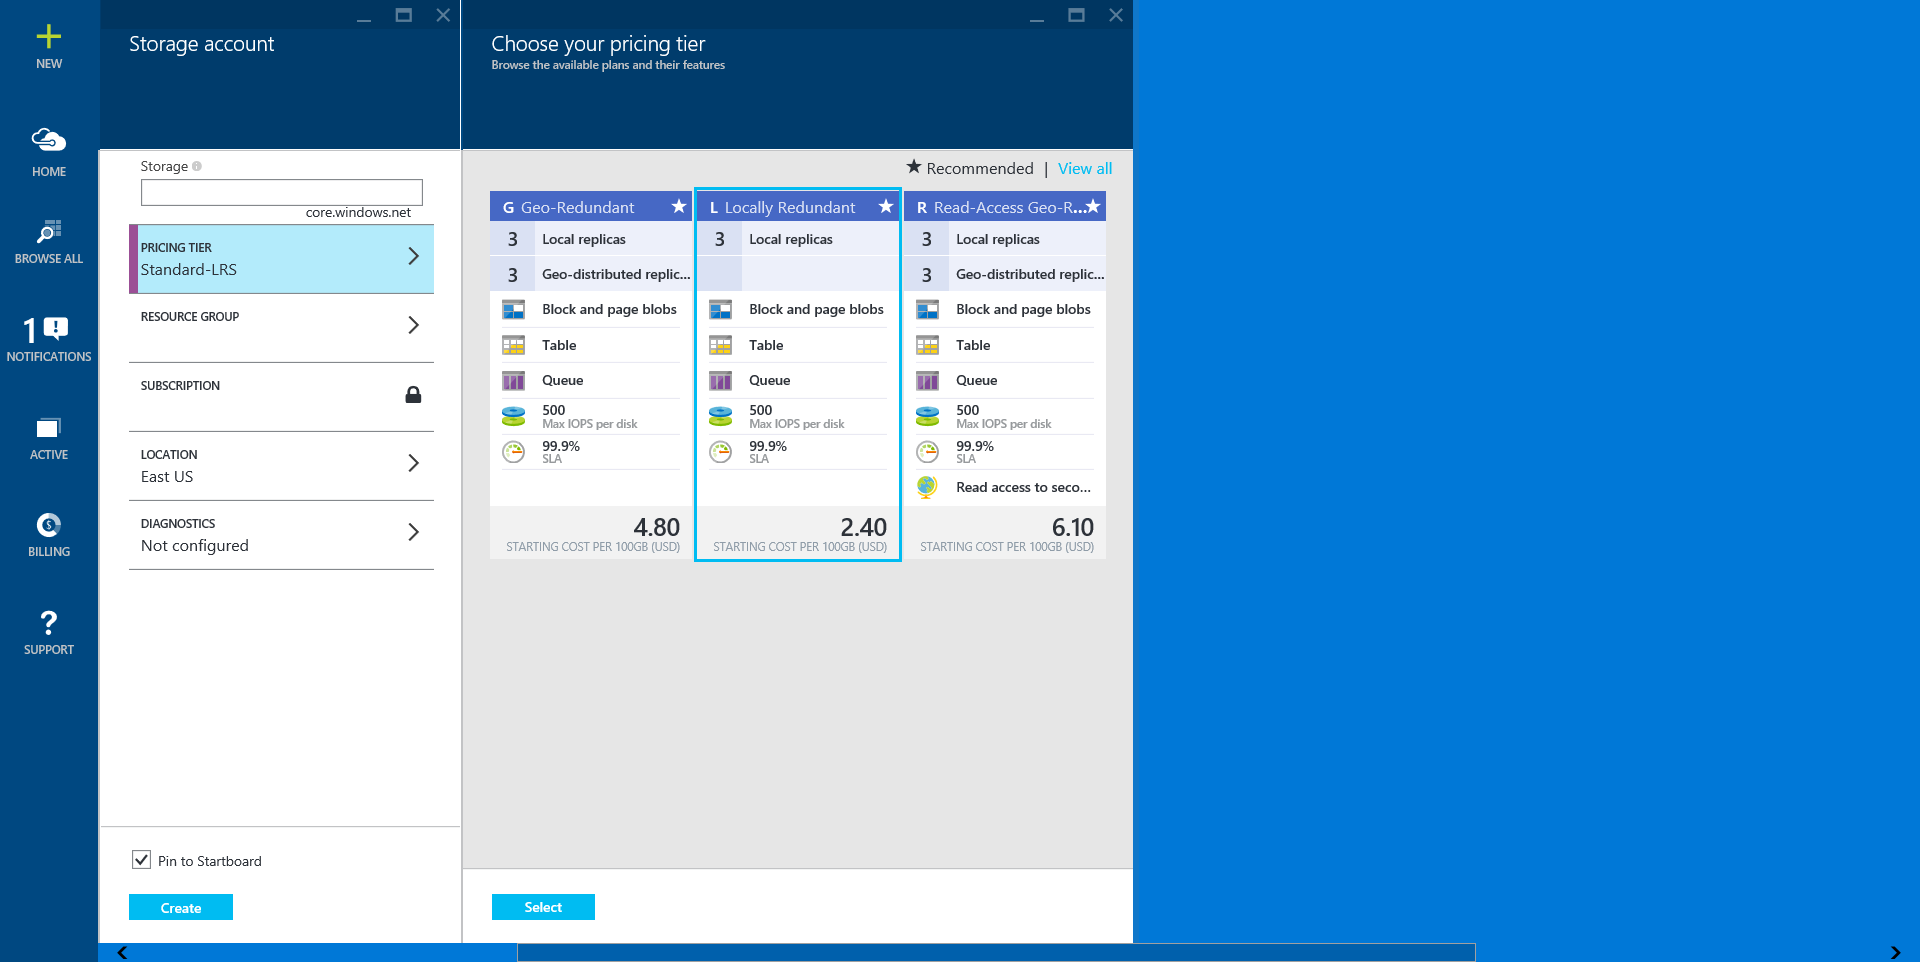 NEW
HOME
BROWSE ALL
1
NOTIFICATIONS
ACTIVE
BILLING
SUPPORT
Storage account
Storage
core.windows.net
PRICING TIER
Standard-LRS
RESOURCE GROUP
SUBSCRIPTION
LOCATION
East US
DIAGNOSTICS
Not configured
Pin to Startboard
Create
Choose your pricing tier
Browse the available plans and their features
★ Recommended | View all
G Geo-Redundant
3 Local replicas
3 Geo-distributed replic...
Block and page blobs
Table
Queue
500
Max IOPS per disk
99.9%
SLA
4.80
STARTING COST PER 100GB (USD)
L Locally Redundant
3 Local replicas
Block and page blobs
Table
Queue
500
Max IOPS per disk
99.9%
SLA
2.40
STARTING COST PER 100GB (USD)
R Read-Access Geo-R...
3 Local replicas
3 Geo-distributed replic...
Block and page blobs
Table
Queue
500
Max IOPS per disk
99.9%
SLA
Read access to seco...
6.10
STARTING COST PER 100GB (USD)
Select